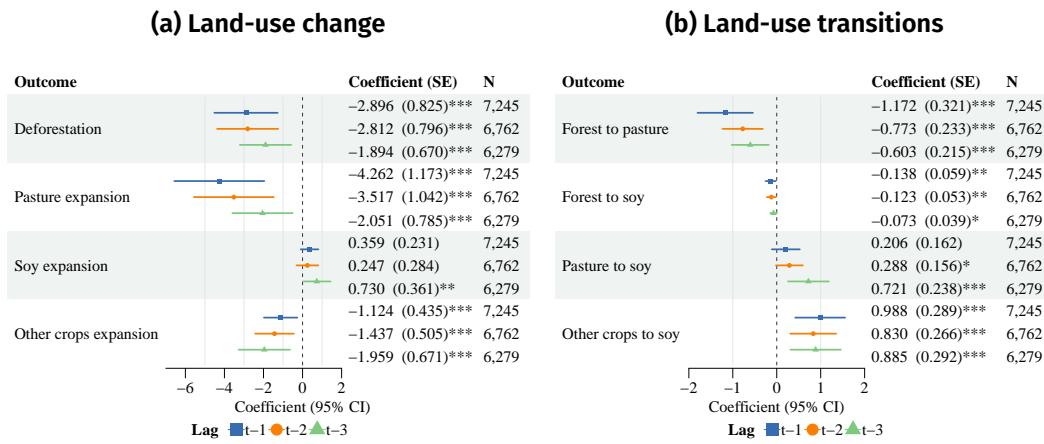 (a) Land-use change
Outcome Coefficient (SE) N
Deforestation
−2.896 (0.825)*** 7,245
−2.812 (0.796)*** 6,762
−1.894 (0.670)*** 6,279
Pasture expansion
−4.262 (1.173)*** 7,245
−3.517 (1.042)*** 6,762
−2.051 (0.785)*** 6,279
Soy expansion
0.359 (0.231) 7,245
0.247 (0.284) 6,762
0.730 (0.361)** 6,279
Other crops expansion
−1.124 (0.435)*** 7,245
−1.437 (0.505)*** 6,762
−1.959 (0.671)*** 6,279
−6 −4 −2 0 2
Coefficient (95% CI)
Lag t−1 t−2 t−3
(b) Land-use transitions
Outcome Coefficient (SE) N
Forest to pasture
−1.172 (0.321)*** 7,245
−0.773 (0.233)*** 6,762
−0.603 (0.215)*** 6,279
Forest to soy
−0.138 (0.059)** 7,245
−0.123 (0.053)** 6,762
−0.073 (0.039)* 6,279
Pasture to soy
0.206 (0.162) 7,245
0.288 (0.156)* 6,762
0.721 (0.238)*** 6,279
Other crops to soy
0.988 (0.289)*** 7,245
0.830 (0.266)*** 6,762
0.885 (0.292)*** 6,279
−2 −1 0 1 2
Coefficient (95% CI)
Lag t−1 t−2 t−3